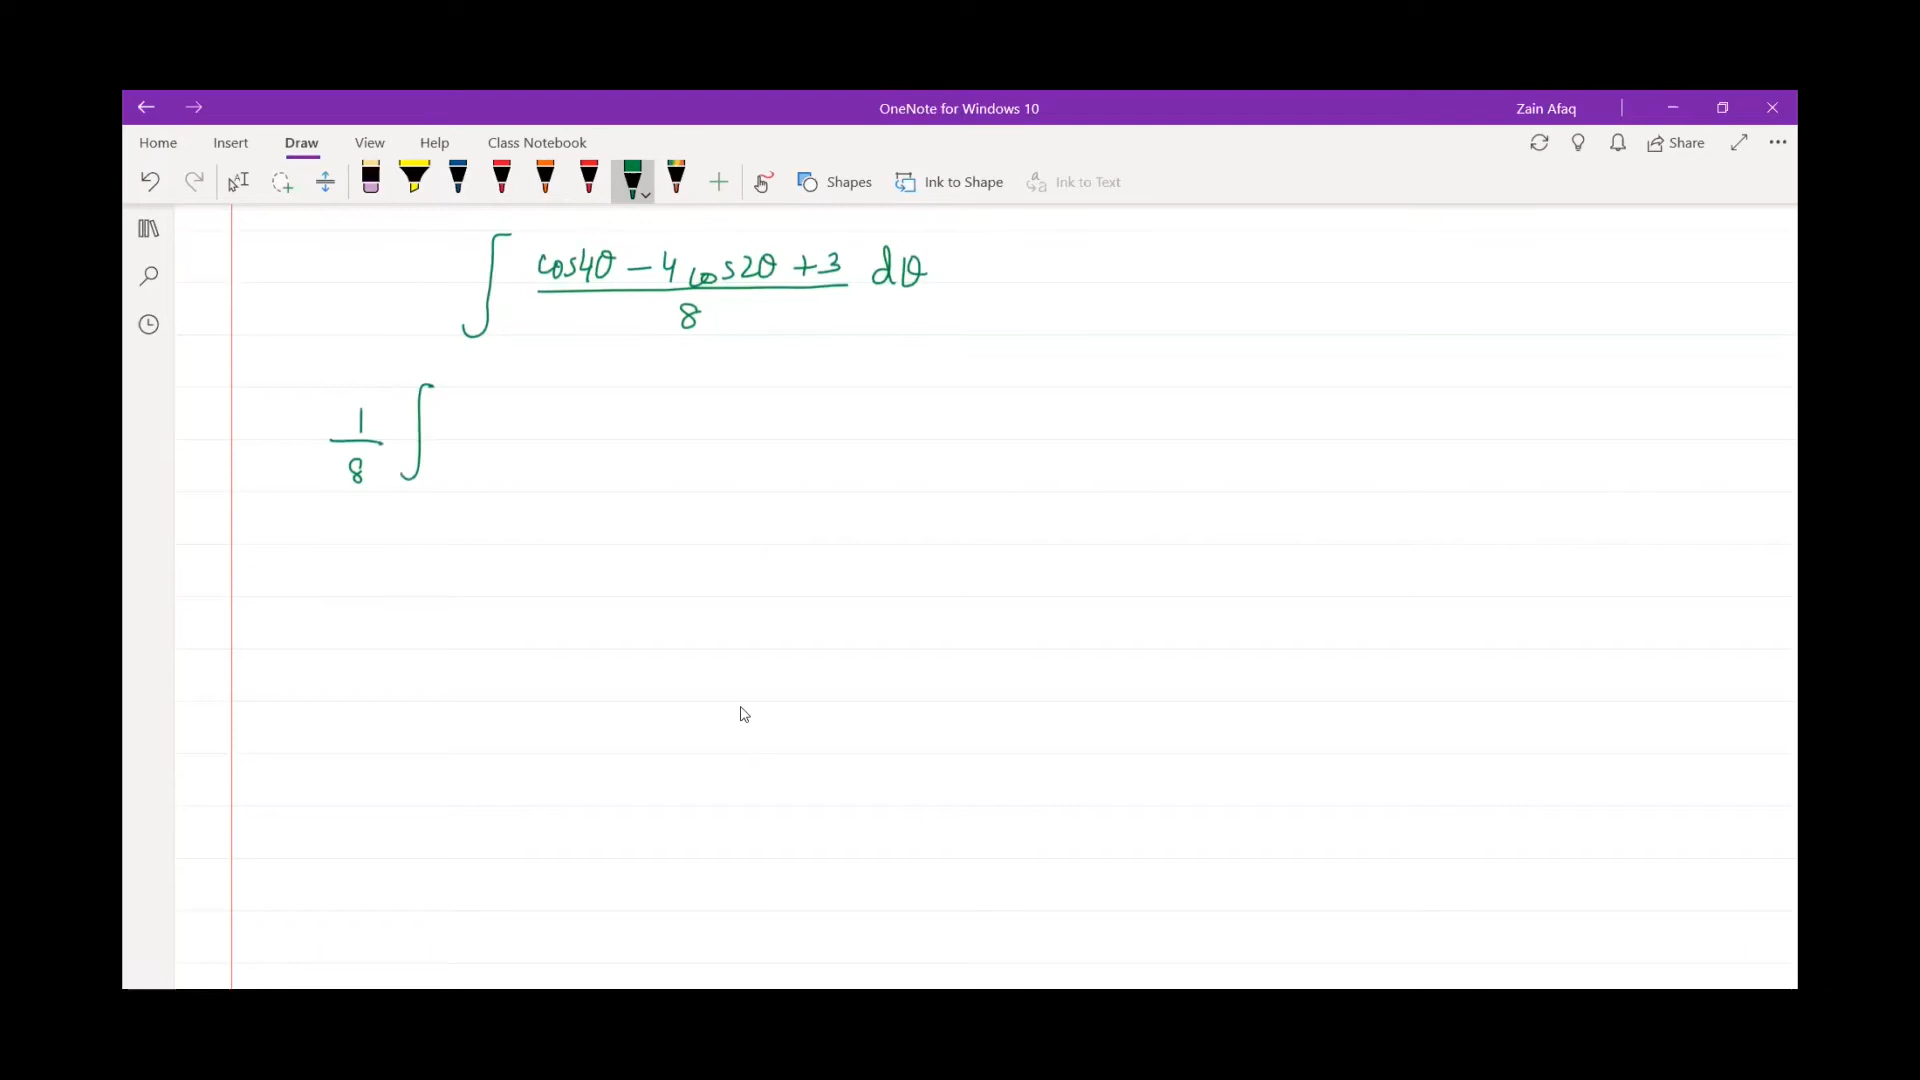 OneNote for Windows 10
Zain Afaq
Home Insert Draw View Help Class Notebook Share
Shapes Ink to Shape Ink to Text
∫ (cos4θ − 4cos2θ + 3)/8 dθ
1/8 ∫